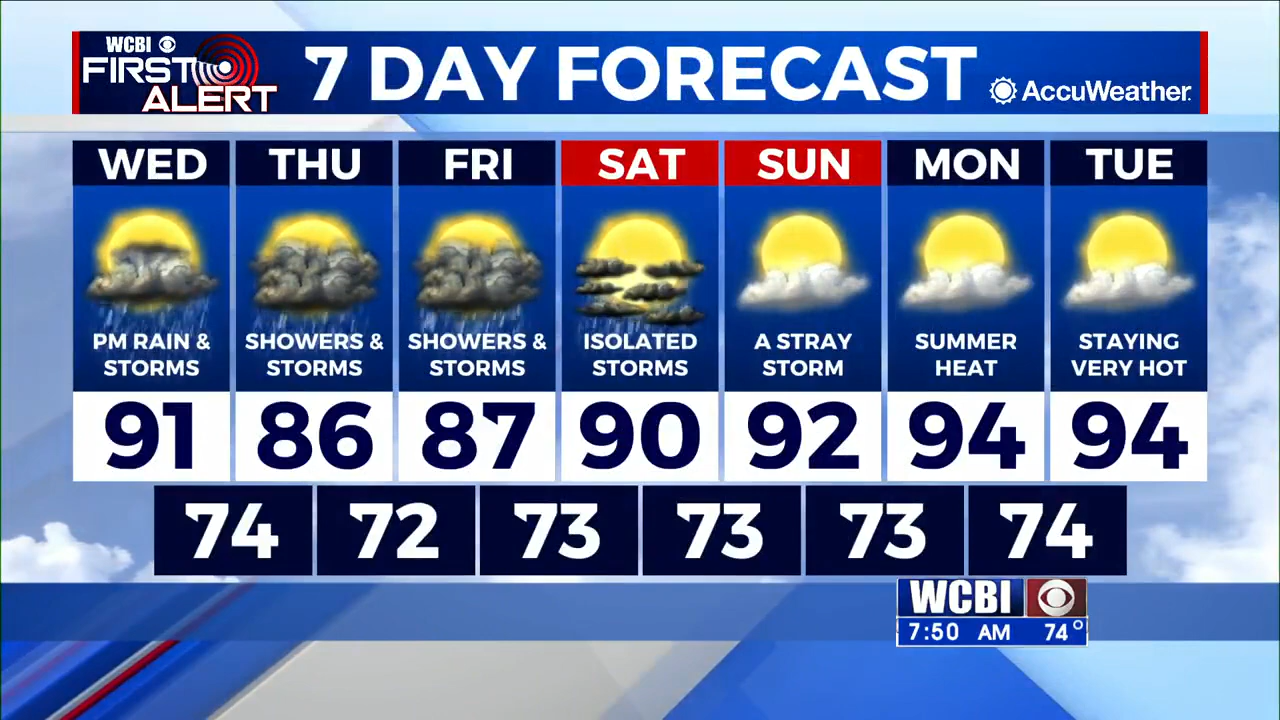 WCBI
FIRST
ALERT
7 DAY FORECAST
AccuWeather.
WED THU FRI SAT SUN MON TUE
PM RAIN & STORMS
SHOWERS & STORMS
SHOWERS & STORMS
ISOLATED STORMS
A STRAY STORM
SUMMER HEAT
STAYING VERY HOT
91 86 87 90 92 94 94
74 72 73 73 73 74
WCBI
7:50 AM 74°